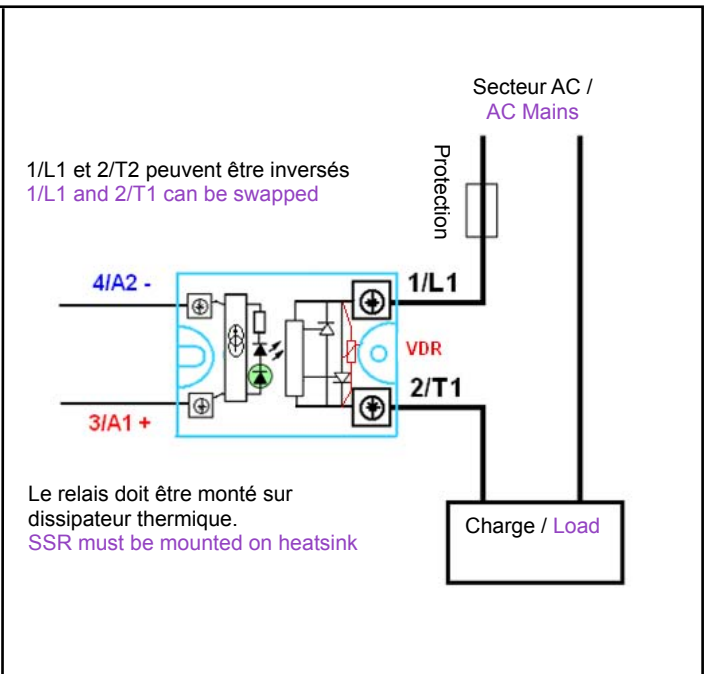 Secteur AC /
AC Mains
Protection
1/L1 et 2/T2 peuvent être inversés
1/L1 and 2/T1 can be swapped
4/A2 -
1/L1
VDR
2/T1
3/A1 +
Le relais doit être monté sur
dissipateur thermique.
SSR must be mounted on heatsink
Charge / Load